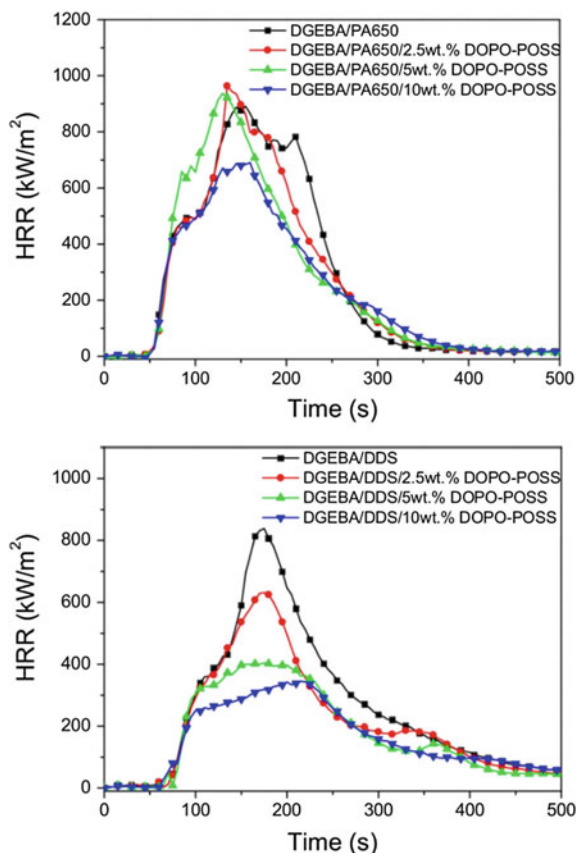 DGEBA/PA650
DGEBA/PA650/2.5wt.% DOPO-POSS
DGEBA/PA650/5wt.% DOPO-POSS
DGEBA/PA650/10wt.% DOPO-POSS
1200
1000
800
600
400
200
0
HRR (kW/m²)
0 100 200 300 400 500
Time (s)
DGEBA/DDS
DGEBA/DDS/2.5wt.% DOPO-POSS
DGEBA/DDS/5wt.% DOPO-POSS
DGEBA/DDS/10wt.% DOPO-POSS
1000
800
600
400
200
0
HRR (kW/m²)
0 100 200 300 400 500
Time (s)